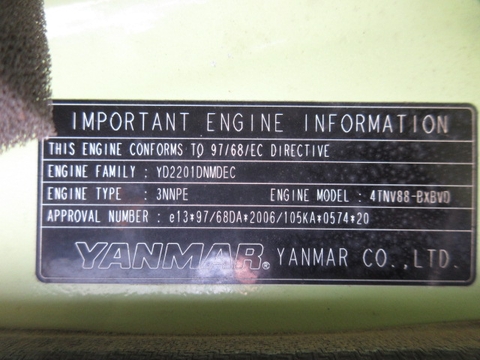 IMPORTANT ENGINE INFORMATION
THIS ENGINE CONFORMS TO 97/68/EC DIRECTIVE
ENGINE FAMILY : YD2201DNMDEC
ENGINE TYPE : 3NNPE ENGINE MODEL : 4TNV88-BXBVD
APPROVAL NUMBER : e13*97/68DA*2006/105KA*0574*20
YANMAR® YANMAR CO.,LTD.